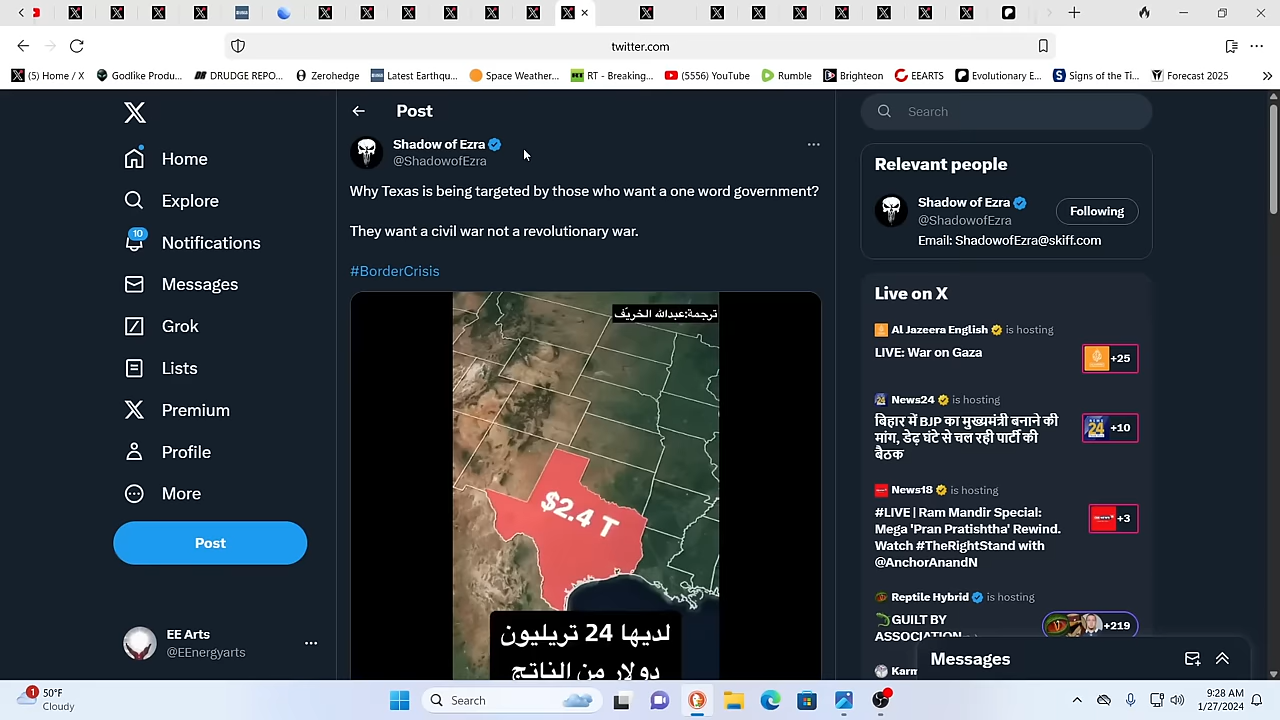 twitter.com
(5) Home / X
Godlike Produ...
DRUDGE REPO...
Zerohedge
Latest Earthqu...
Space Weather...
RT - Breaking...
(5556) YouTube
Rumble
Brighteon
EEARTS
Evolutionary E...
Signs of the Ti...
Forecast 2025
Home
Explore
10
Notifications
Messages
Grok
Lists
Premium
Profile
More
Post
EE Arts
@EEnergyarts
Post
Shadow of Ezra
@ShadowofEzra
Why Texas is being targeted by those who want a one word government?
They want a civil war not a revolutionary war.
#BorderCrisis
ترجمة:عبدالله الخريّف
$2.4 T
لديها 24 تريليون
دولار من الناتج
Search
Relevant people
Shadow of Ezra
@ShadowofEzra
Following
Email: ShadowofEzra@skiff.com
Live on X
Al Jazeera English is hosting
LIVE: War on Gaza
+25
News24 is hosting
बिहार में BJP का मुख्यमंत्री बनाने की
मांग, डेढ़ घंटे से चल रही पार्टी की
बैठक
+10
News18 is hosting
#LIVE | Ram Mandir Special:
Mega 'Pran Pratishtha' Rewind.
Watch #TheRightStand with
@AnchorAnandN
+3
Reptile Hybrid is hosting
GUILT BY
ASSOCIATION
+219
Karm
Messages
1
50°F
Cloudy
Search
9:28 AM
1/27/2024